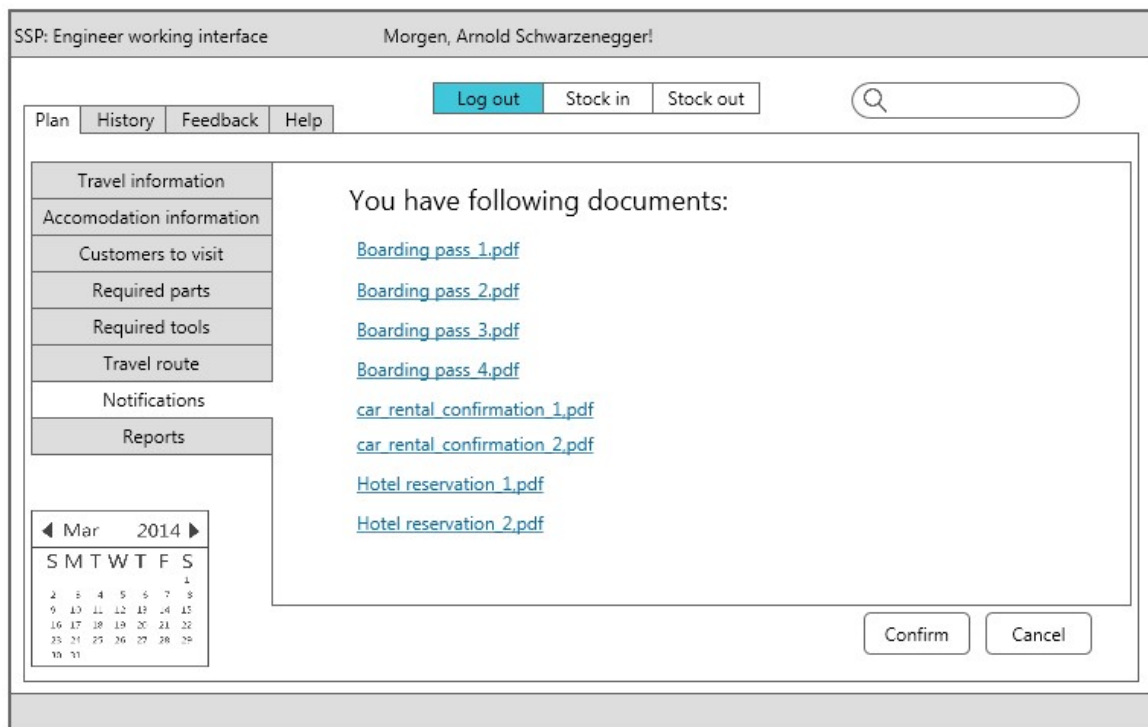 SSP: Engineer working interface Morgen, Arnold Schwarzenegger!
Log out Stock in Stock out
Plan History Feedback Help
Travel information
Accomodation information
Customers to visit
Required parts
Required tools
Travel route
Notifications
Reports
You have following documents:
Boarding pass_1.pdf
Boarding pass_2.pdf
Boarding pass_3.pdf
Boarding pass_4.pdf
car_rental_confirmation_1,pdf
car_rental_confirmation_2,pdf
Hotel reservation_1,pdf
Hotel reservation_2,pdf
Mar 2014
S M T W T F S
1
2 3 4 5 6 7 8
9 10 11 12 13 14 15
16 17 18 19 20 21 22
23 24 25 26 27 28 29
30 31
Confirm Cancel